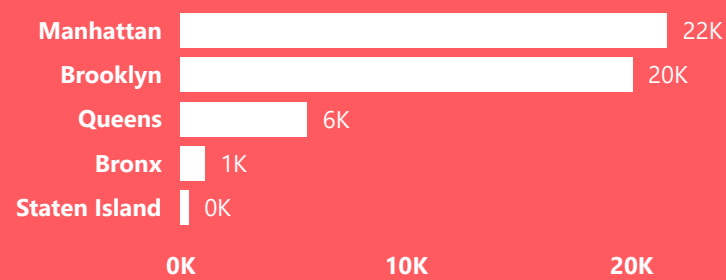 Manhattan 22K
Brooklyn 20K
Queens 6K
Bronx 1K
Staten Island 0K
0K 10K 20K